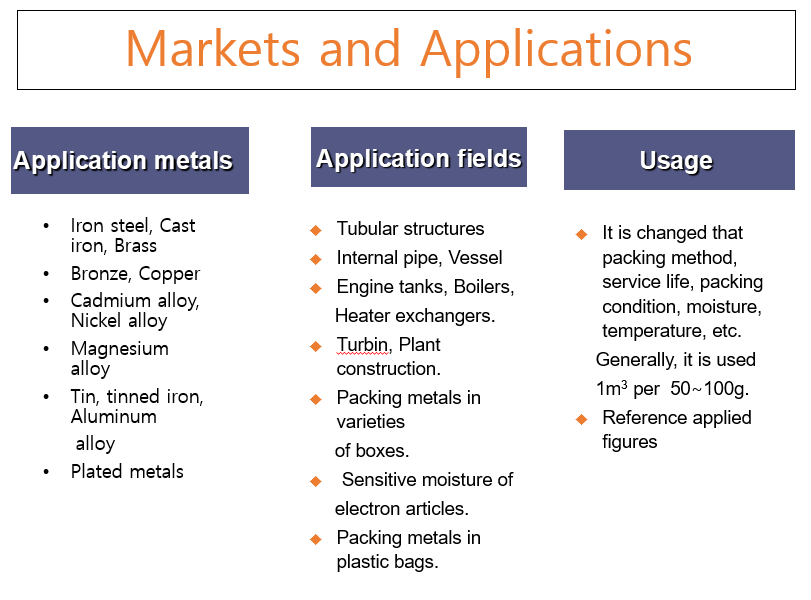 Markets and Applications
Application metals
• Iron steel, Cast
iron, Brass
• Bronze, Copper
• Cadmium alloy,
Nickel alloy
• Magnesium
alloy
• Tin, tinned iron,
Aluminum
alloy
• Plated metals
Application fields
◆ Tubular structures
◆ Internal pipe, Vessel
◆ Engine tanks, Boilers,
Heater exchangers.
◆ Turbin, Plant
construction.
◆ Packing metals in
varieties
of boxes.
◆ Sensitive moisture of
electron articles.
◆ Packing metals in
plastic bags.
Usage
◆ It is changed that
packing method,
service life, packing
condition, moisture,
temperature, etc.
Generally, it is used
1m³ per 50~100g.
◆ Reference applied
figures